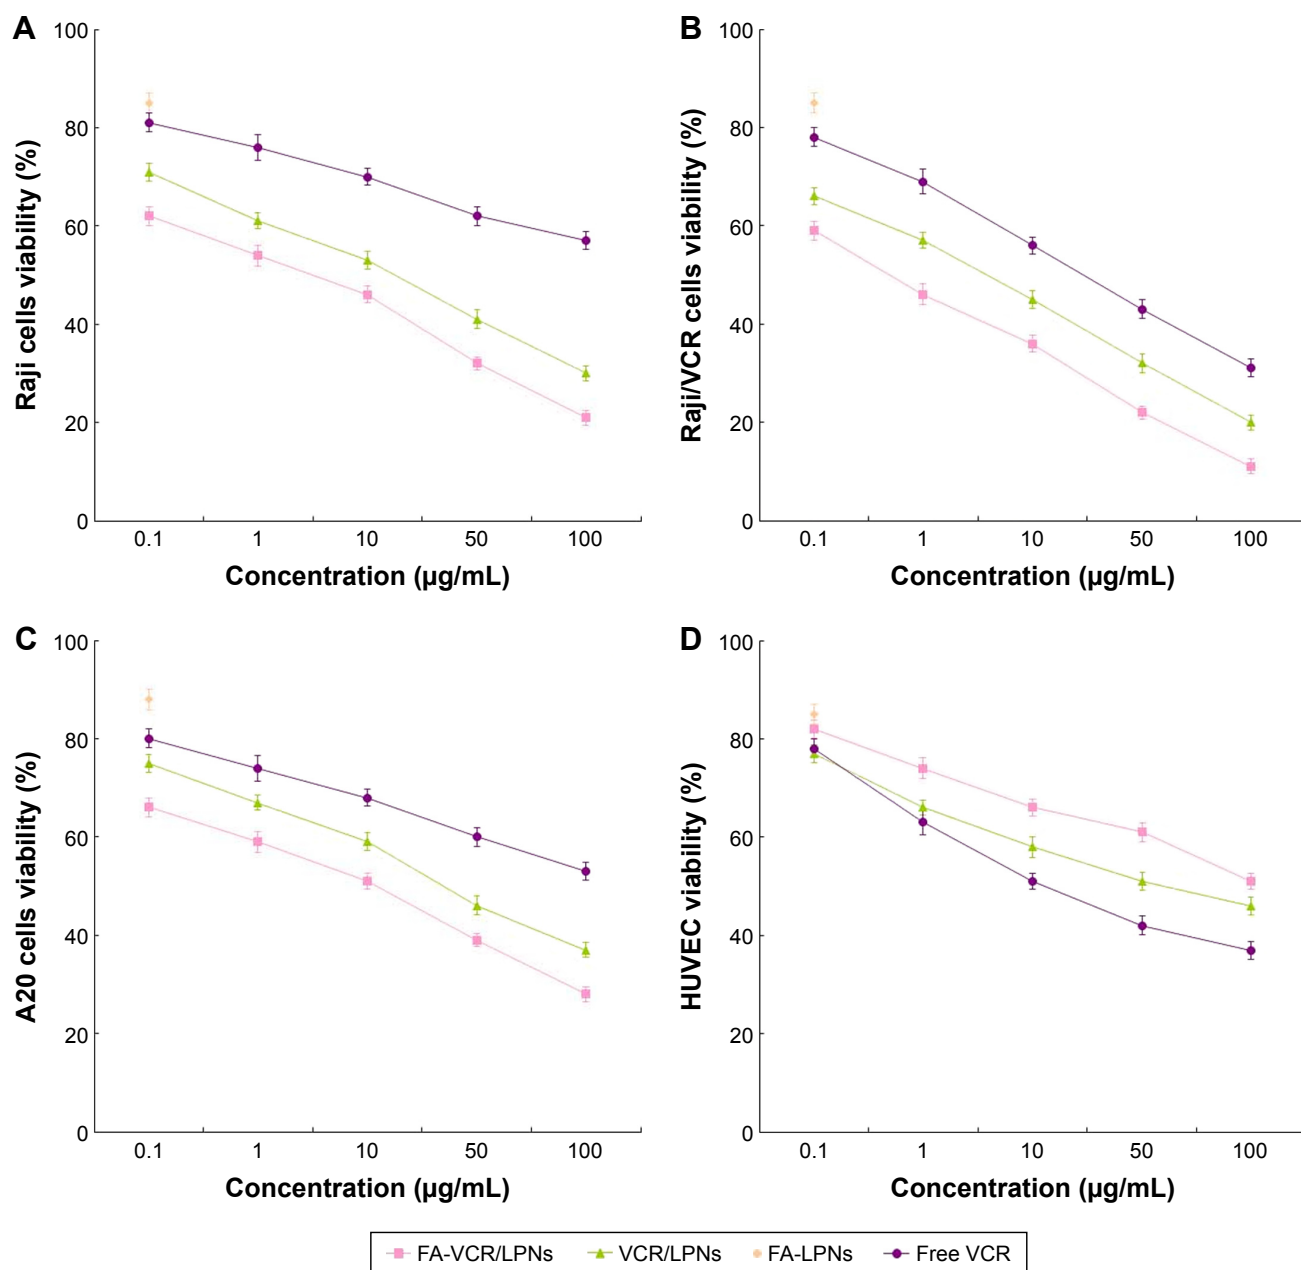 A
100
80
60
40
20
0
Raji cells viability (%)
0.1 1 10 50 100
Concentration (µg/mL)
B
100
80
60
40
20
0
Raji/VCR cells viability (%)
0.1 1 10 50 100
Concentration (µg/mL)
C
100
80
60
40
20
0
A20 cells viability (%)
0.1 1 10 50 100
Concentration (µg/mL)
D
100
80
60
40
20
0
HUVEC viability (%)
0.1 1 10 50 100
Concentration (µg/mL)
FA-VCR/LPNs VCR/LPNs FA-LPNs Free VCR